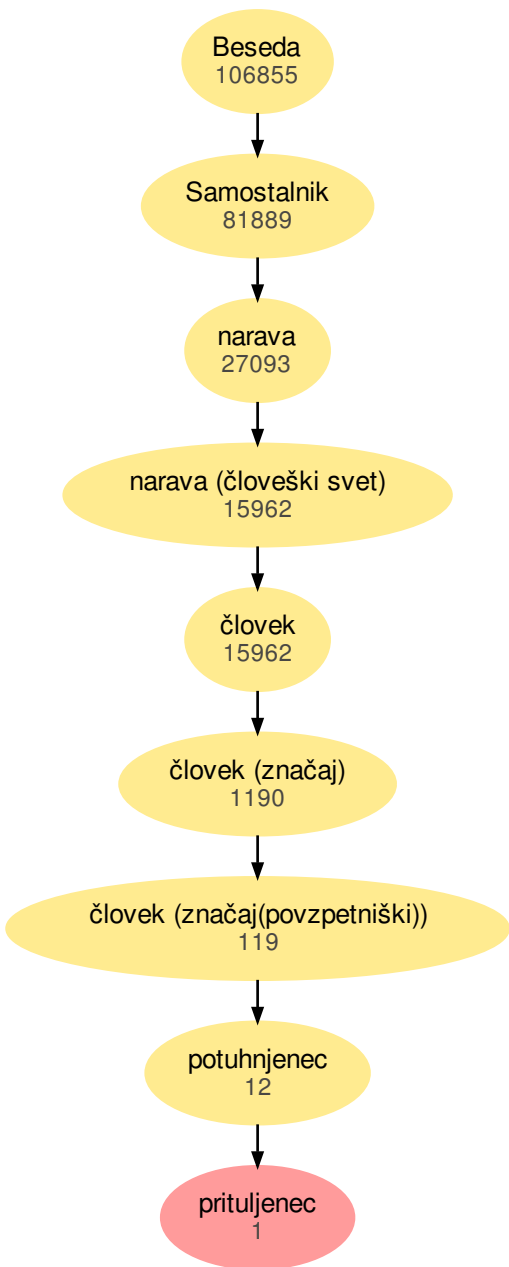 Beseda
106855
Samostalnik
81889
narava
27093
narava (človeški svet)
15962
človek
15962
človek (značaj)
1190
človek (značaj(povzpetniški))
119
potuhnjenec
12
prituljenec
1